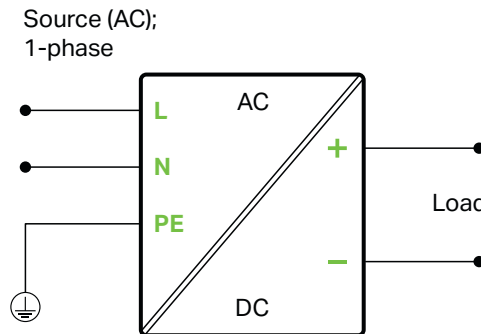 Source (AC);
1-phase
AC
L
N
PE
+
Load
−
DC